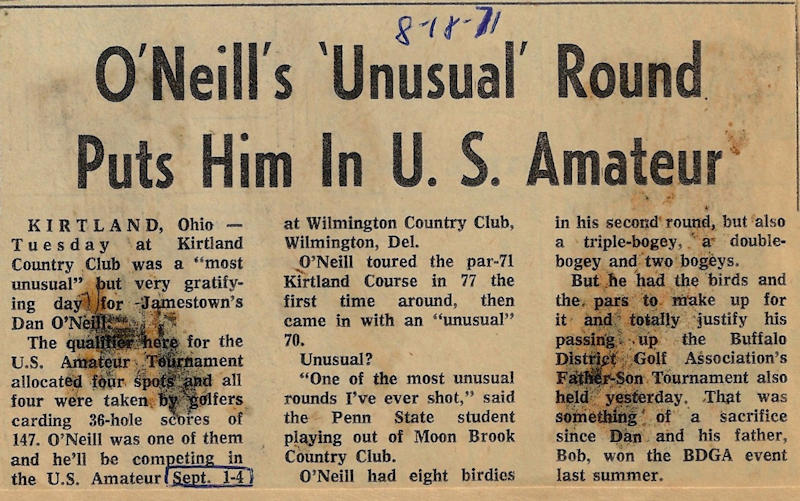 8-18-71
O'Neill's 'Unusual' Round
Puts Him In U. S. Amateur
KIRTLAND, Ohio —
Tuesday at Kirtland
Country Club was a "most
unusual" but very gratify-
ing day for Jamestown's
Dan O'Neill.
The qualifier here for the
U.S. Amateur Tournament
allocated four spots and all
four were taken by golfers
carding 36-hole scores of
147. O'Neill was one of them
and he'll be competing in
the U.S. Amateur Sept. 1-4
at Wilmington Country Club,
Wilmington, Del.
O'Neill toured the par-71
Kirtland Course in 77 the
first time around, then
came in with an "unusual"
70.
Unusual?
"One of the most unusual
rounds I've ever shot," said
the Penn State student
playing out of Moon Brook
Country Club.
O'Neill had eight birdies
in his second round, but also
a triple-bogey, a double-
bogey and two bogeys.
But he had the birds and
the pars to make up for
it and totally justify his
passing up the Buffalo
District Golf Association's
Father-Son Tournament also
held yesterday. That was
something of a sacrifice
since Dan and his father,
Bob, won the BDGA event
last summer.